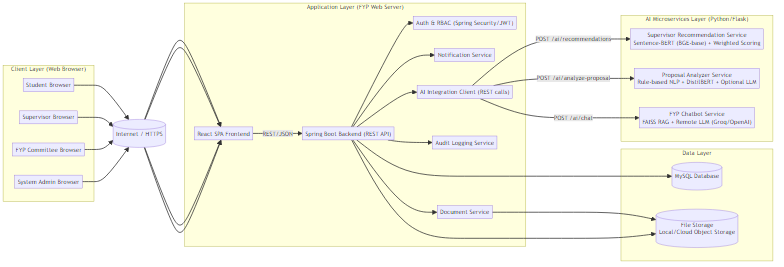 Client Layer (Web Browser)
Student Browser
Supervisor Browser
FYP Committee Browser
System Admin Browser
Internet / HTTPS
Application Layer (FYP Web Server)
React SPA Frontend
REST/JSON
Spring Boot Backend (REST API)
Auth & RBAC (Spring Security/JWT)
Notification Service
AI Integration Client (REST calls)
Audit Logging Service
Document Service
POST /ai/recommendations
POST /ai/analyze-proposal
POST /ai/chat
AI Microservices Layer (Python/Flask)
Supervisor Recommendation Service
Sentence-BERT (BGE-base) + Weighted Scoring
Proposal Analyzer Service
Rule-based NLP + DistilBERT + Optional LLM
FYP Chatbot Service
FAISS RAG + Remote LLM (Groq/OpenAI)
Data Layer
MySQL Database
File Storage
Local/Cloud Object Storage